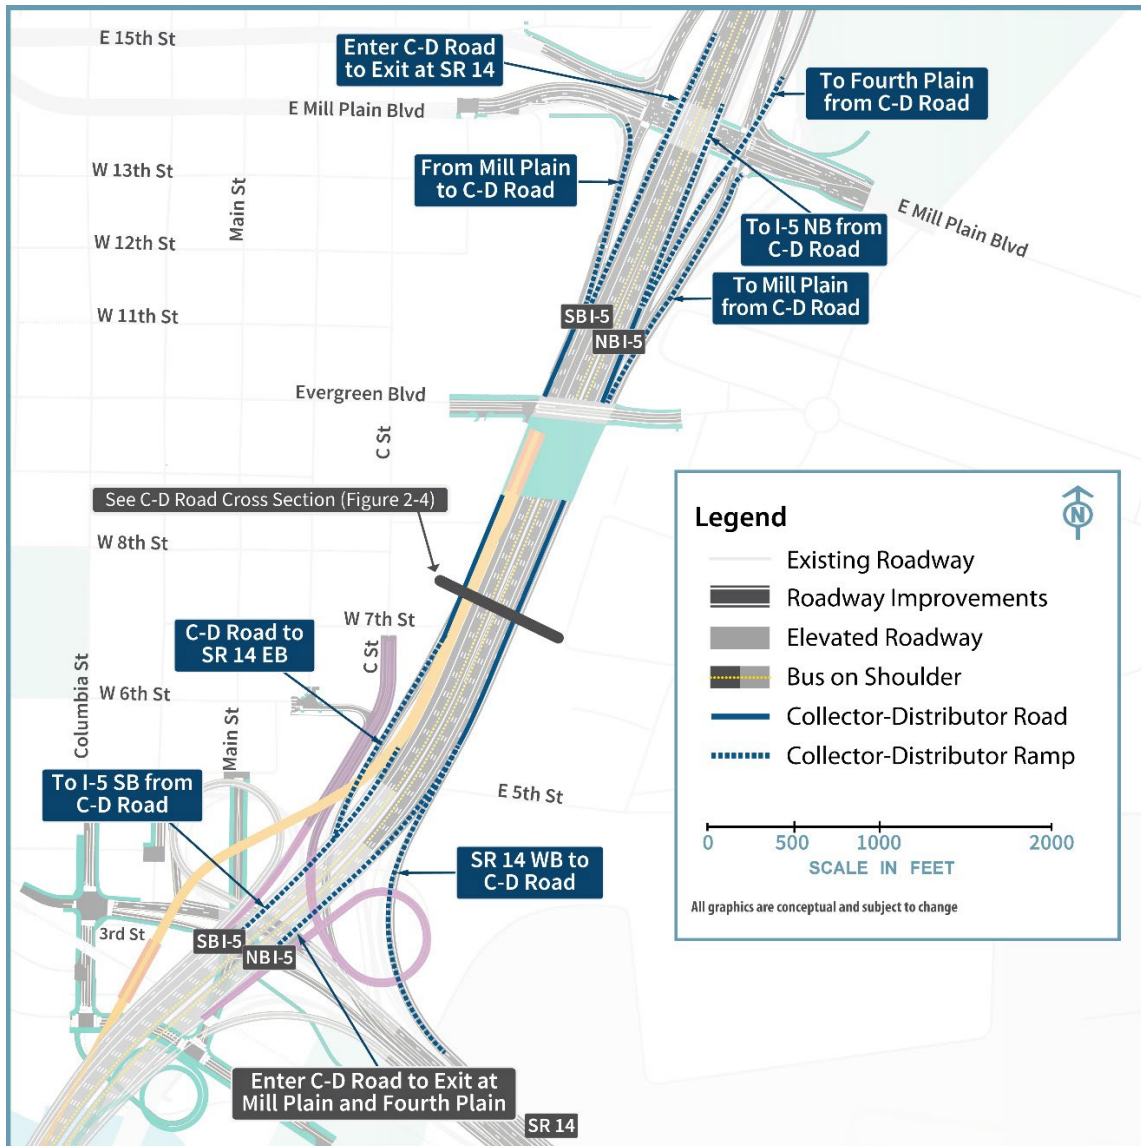 E 15th St
Enter C-D Road
to Exit at SR 14
To Fourth Plain
from C-D Road
E Mill Plain Blvd
W 13th St
Main St
From Mill Plain
to C-D Road
E Mill Plain Blvd
To I-5 NB from
C-D Road
W 12th St
To Mill Plain
from C-D Road
W 11th St
SB I-5
NB I-5
Evergreen Blvd
C St
See C-D Road Cross Section (Figure 2-4)
W 8th St
W 7th St
C St
C-D Road to
SR 14 EB
Columbia St
W 6th St
Main St
To I-5 SB from
C-D Road
E 5th St
SR 14 WB to
C-D Road
3rd St
SB I-5
NB I-5
Enter C-D Road to Exit at
Mill Plain and Fourth Plain
SR 14
Legend
N
Existing Roadway
Roadway Improvements
Elevated Roadway
Bus on Shoulder
Collector-Distributor Road
Collector-Distributor Ramp
0 500 1000 2000
SCALE IN FEET
All graphics are conceptual and subject to change